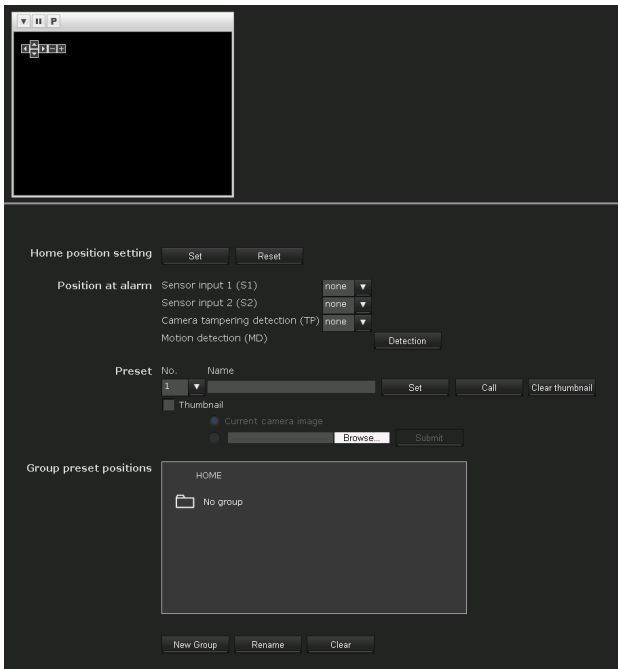 P
Home position setting Set Reset
Position at alarm Sensor input 1 (S1) none
Sensor input 2 (S2) none
Camera tampering detection (TP) none
Motion detection (MD) Detection
Preset No. Name
1 Set Call Clear thumbnail
Thumbnail
Current camera image
Browse... Submit
Group preset positions HOME
No group
New Group Rename Clear